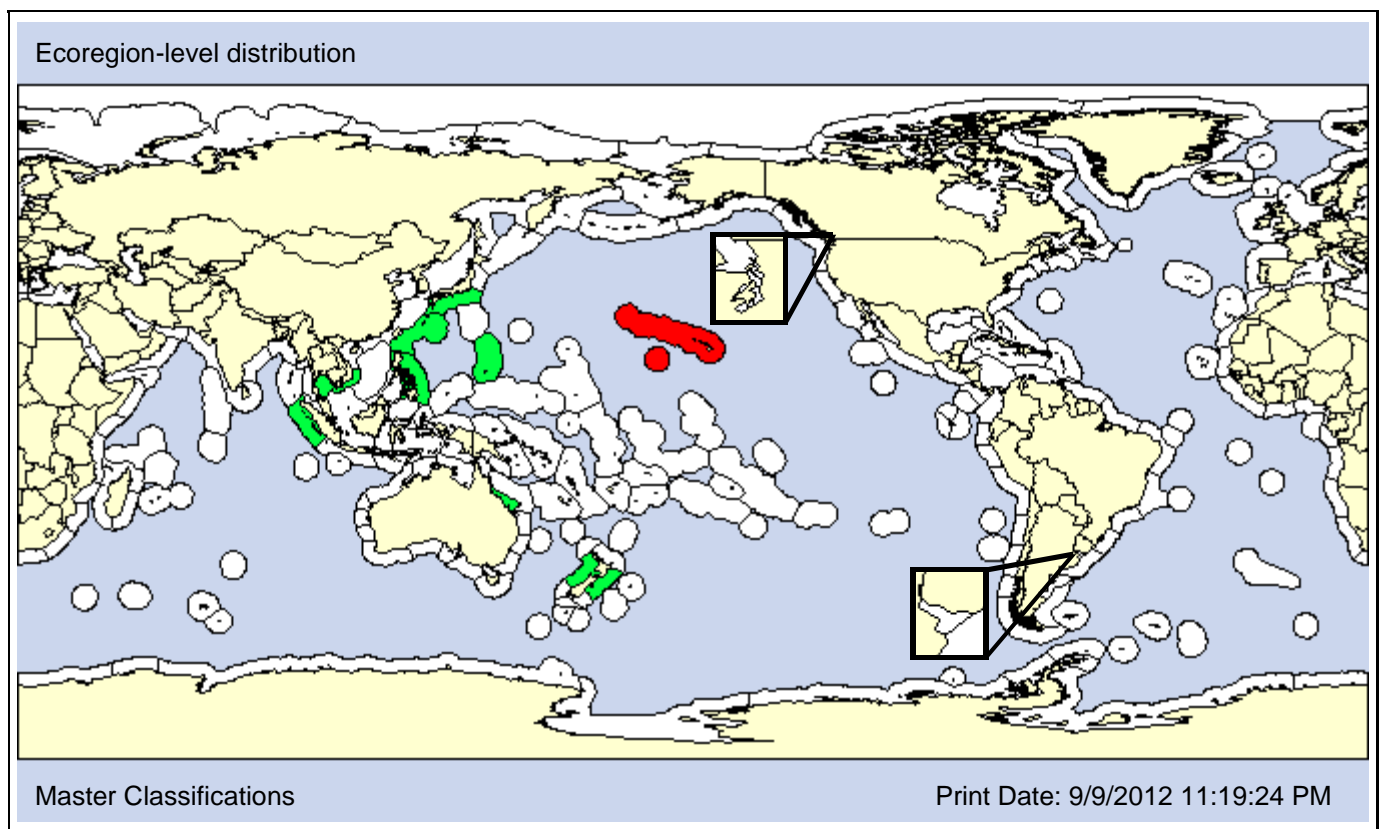 Ecoregion-level distribution
Master Classifications
Print Date: 9/9/2012 11:19:24 PM